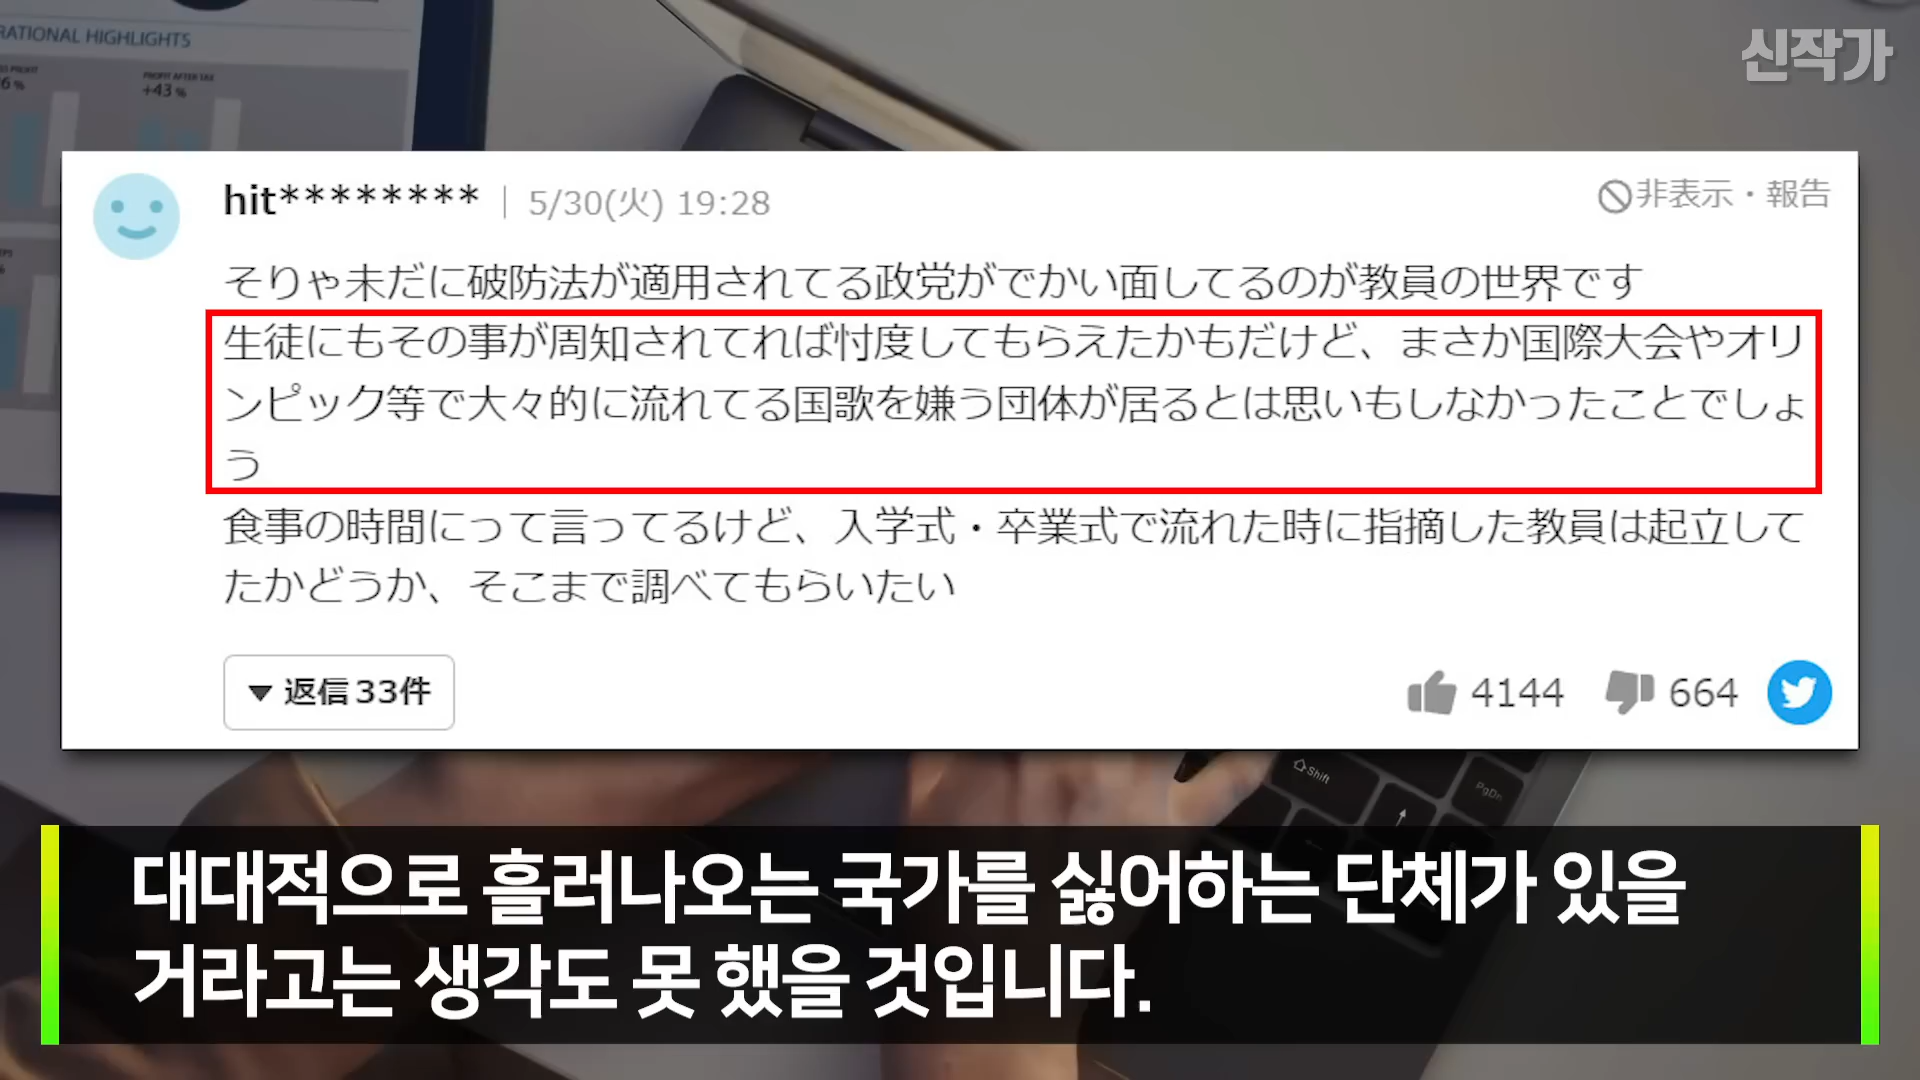 RATIONAL HIGHLIGHTS
PROFIT AFTER TAX
+43 %
신작가
hit********
5/30(火) 19:28
非表示・報告
そりゃ未だに破防法が適用されてる政党がでかい面してるのが教員の世界です
生徒にもその事が周知されてれば忖度してもらえたかもだけど、まさか国際大会やオリ
ンピック等で大々的に流れてる国歌を嫌う団体が居るとは思いもしなかったことでしょ
う
食事の時間にって言ってるけど、入学式・卒業式で流れた時に指摘した教員は起立して
たかどうか、そこまで調べてもらいたい
返信33件
4144
664
Shift
PgDn
대대적으로 흘러나오는 국가를 싫어하는 단체가 있을
거라고는 생각도 못 했을 것입니다.